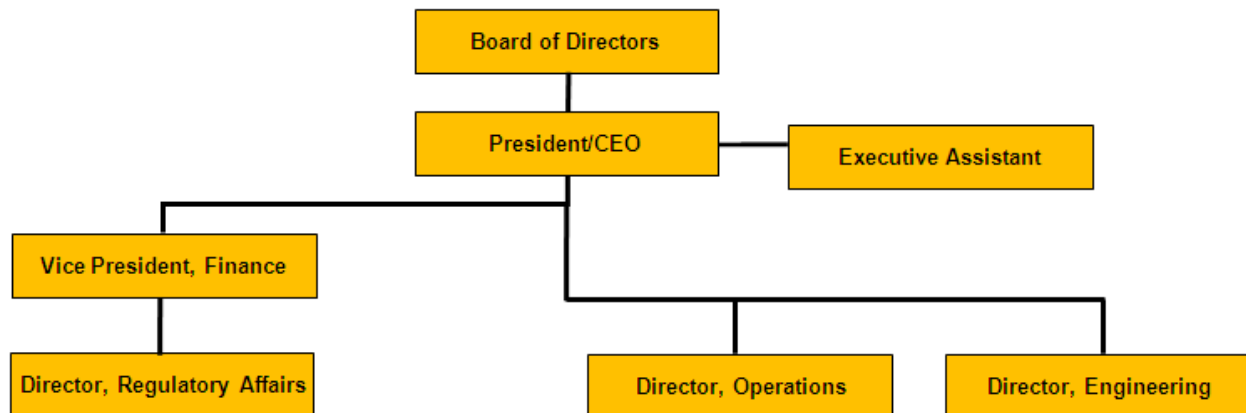 Board of Directors
President/CEO
Executive Assistant
Vice President, Finance
Director, Regulatory Affairs
Director, Operations
Director, Engineering